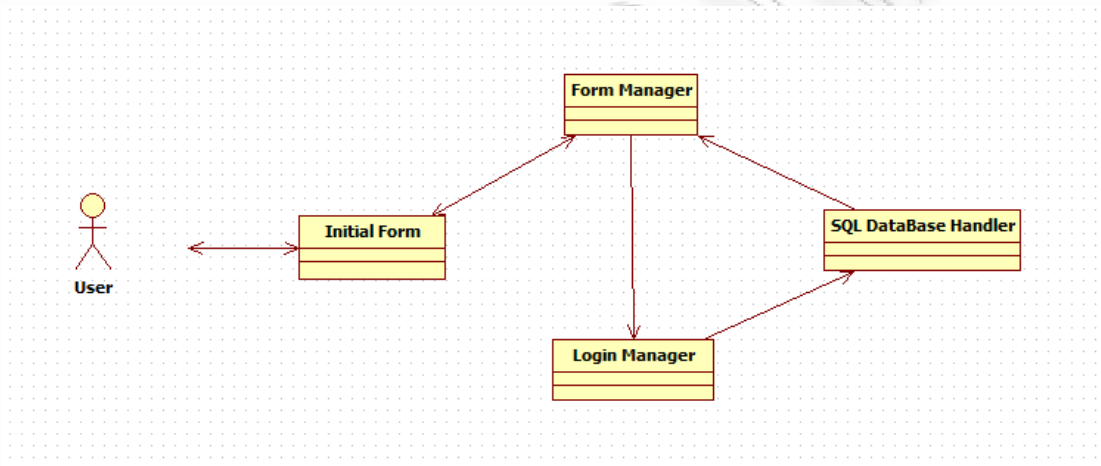 Form Manager
Initial Form
SQL DataBase Handler
User
Login Manager